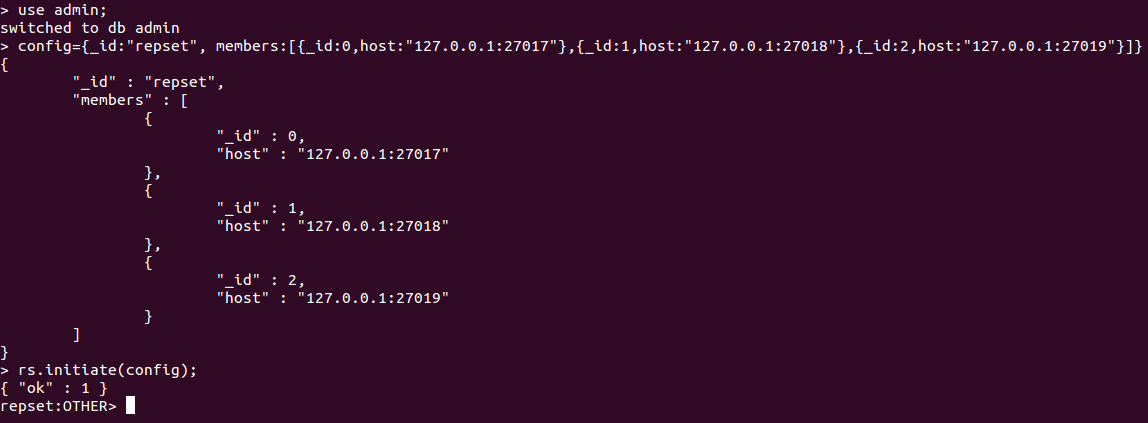 > use admin;
switched to db admin
> config={_id:"repset", members:[{_id:0,host:"127.0.0.1:27017"},{_id:1,host:"127.0.0.1:27018"},{_id:2,host:"127.0.0.1:27019"}]}
{
        "_id" : "repset",
        "members" : [
                {
                        "_id" : 0,
                        "host" : "127.0.0.1:27017"
                },
                {
                        "_id" : 1,
                        "host" : "127.0.0.1:27018"
                },
                {
                        "_id" : 2,
                        "host" : "127.0.0.1:27019"
                }
        ]
}
> rs.initiate(config);
{ "ok" : 1 }
repset:OTHER>